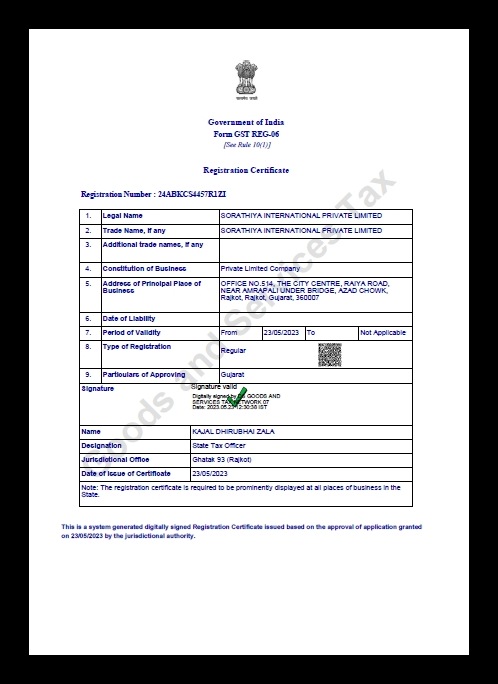 सत्यमेव जयते
Government of India
Form GST REG-06
[See Rule 10(1)]
Registration Certificate
Registration Number : 24ABKCS4457R1ZI
1. Legal Name SORATHIYA INTERNATIONAL PRIVATE LIMITED
2. Trade Name, if any SORATHIYA INTERNATIONAL PRIVATE LIMITED
3. Additional trade names, if any
4. Constitution of Business Private Limited Company
5. Address of Principal Place of Business OFFICE NO.514, THE CITY CENTRE, RAIYA ROAD,
NEAR AMRAPALI UNDER BRIDGE, AZAD CHOWK,
Rajkot, Rajkot, Gujarat, 360007
6. Date of Liability
7. Period of Validity From 23/05/2023 To Not Applicable
8. Type of Registration Regular
9. Particulars of Approving Gujarat
Signature Signature valid
Digitally signed by DS GOODS AND
SERVICES TAX NETWORK 07
Date: 2023.05.23 12:30:38 IST
Name KAJAL DHIRUBHAI ZALA
Designation State Tax Officer
Jurisdictional Office Ghatak 93 (Rajkot)
Date of issue of Certificate 23/05/2023
Note: The registration certificate is required to be prominently displayed at all places of business in the
State.
This is a system generated digitally signed Registration Certificate issued based on the approval of application granted
on 23/05/2023 by the jurisdictional authority.
Goods and Services Tax